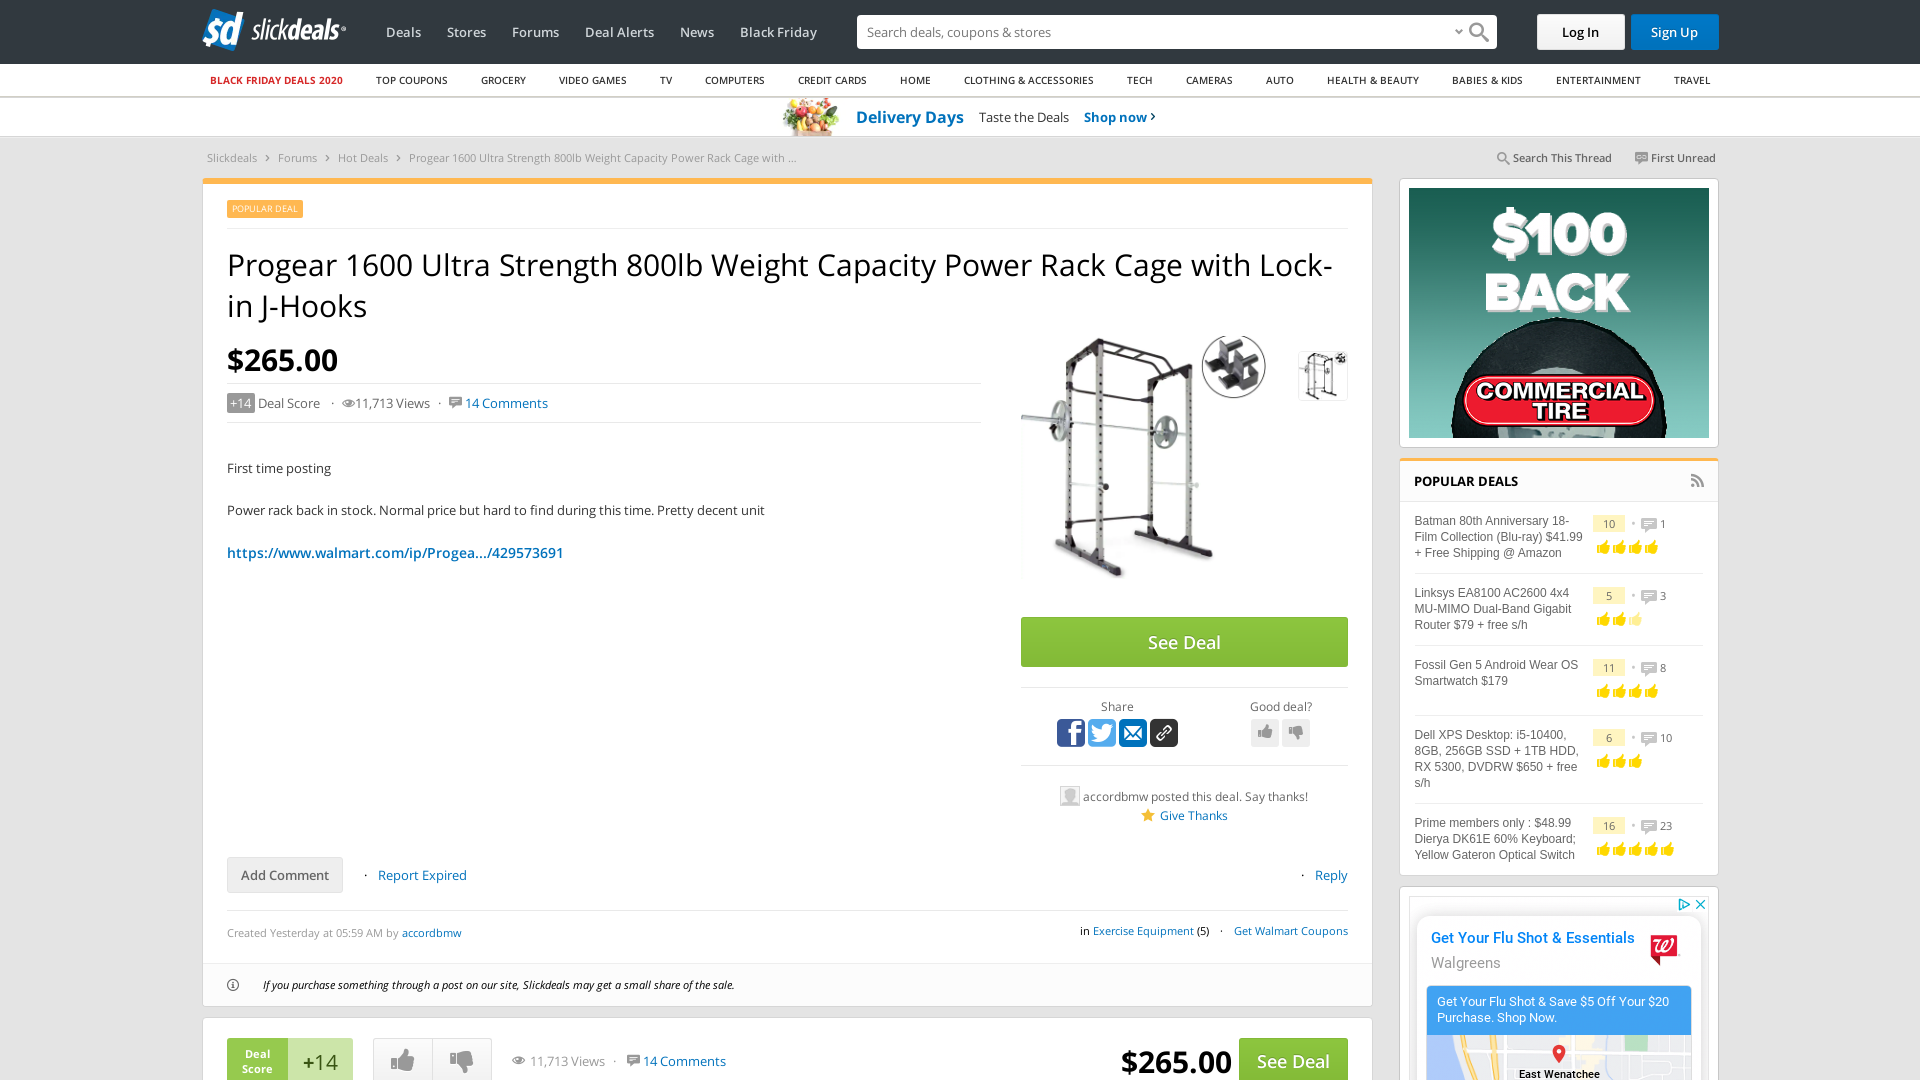 slickdeals
Deals Stores Forums Deal Alerts News Black Friday
Search deals, coupons & shops
Log In Sign Up
BLACK FRIDAY DEALS 2020 TOP COUPONS GROCERY VIDEO GAMES TV COMPUTERS CREDIT CARDS HOME CLOTHING & ACCESSORIES TECH CAMERAS AUTO HEALTH & BEAUTY BABIES & KIDS ENTERTAINMENT TRAVEL
Delivery Days Taste the Deals Shop now
Slickdeals > Forums > Hot Deals > Progear 1600 Ultra Strength 800lb Weight Capacity Power Rack Cage with ...
Search This Thread First Unread
POPULAR DEAL
Progear 1600 Ultra Strength 800lb Weight Capacity Power Rack Cage with Lock-
in J-Hooks
$265.00
+14 Deal Score · 11,713 Views · 14 Comments
First time posting
Power rack back in stock. Normal price but hard to find during this time. Pretty decent unit
https://www.walmart.com/ip/Progea.../429573691
See Deal
Share
Good deal?
accordbmw posted this deal. Say thanks!
Give Thanks
Add Comment · Report Expired · Reply
Created Yesterday at 05:59 AM by accordbmw
in Exercise Equipment (5) · Get Walmart Coupons
If you purchase something through a post on our site, Slickdeals may get a small share of the sale.
Deal
Score
+14
11,713 Views · 14 Comments
$265.00 See Deal
$100
BACK
COMMERCIAL
TIRE
POPULAR DEALS
Batman 80th Anniversary 18-
Film Collection (Blu-ray) $41.99
+ Free Shipping @ Amazon
10 • 1
Linksys EA8100 AC2600 4x4
MU-MIMO Dual-Band Gigabit
Router $79 + free s/h
5 • 3
Fossil Gen 5 Android Wear OS
Smartwatch $179
11 • 8
Dell XPS Desktop: i5-10400,
8GB, 256GB SSD + 1TB HDD,
RX 5300, DVDRW $650 + free
s/h
6 • 10
Prime members only : $48.99
Dierya DK61E 60% Keyboard;
Yellow Gateron Optical Switch
16 • 23
Get Your Flu Shot & Essentials
Walgreens
Get Your Flu Shot & Save $5 Off Your $20
Purchase. Shop Now.
East Wenatchee